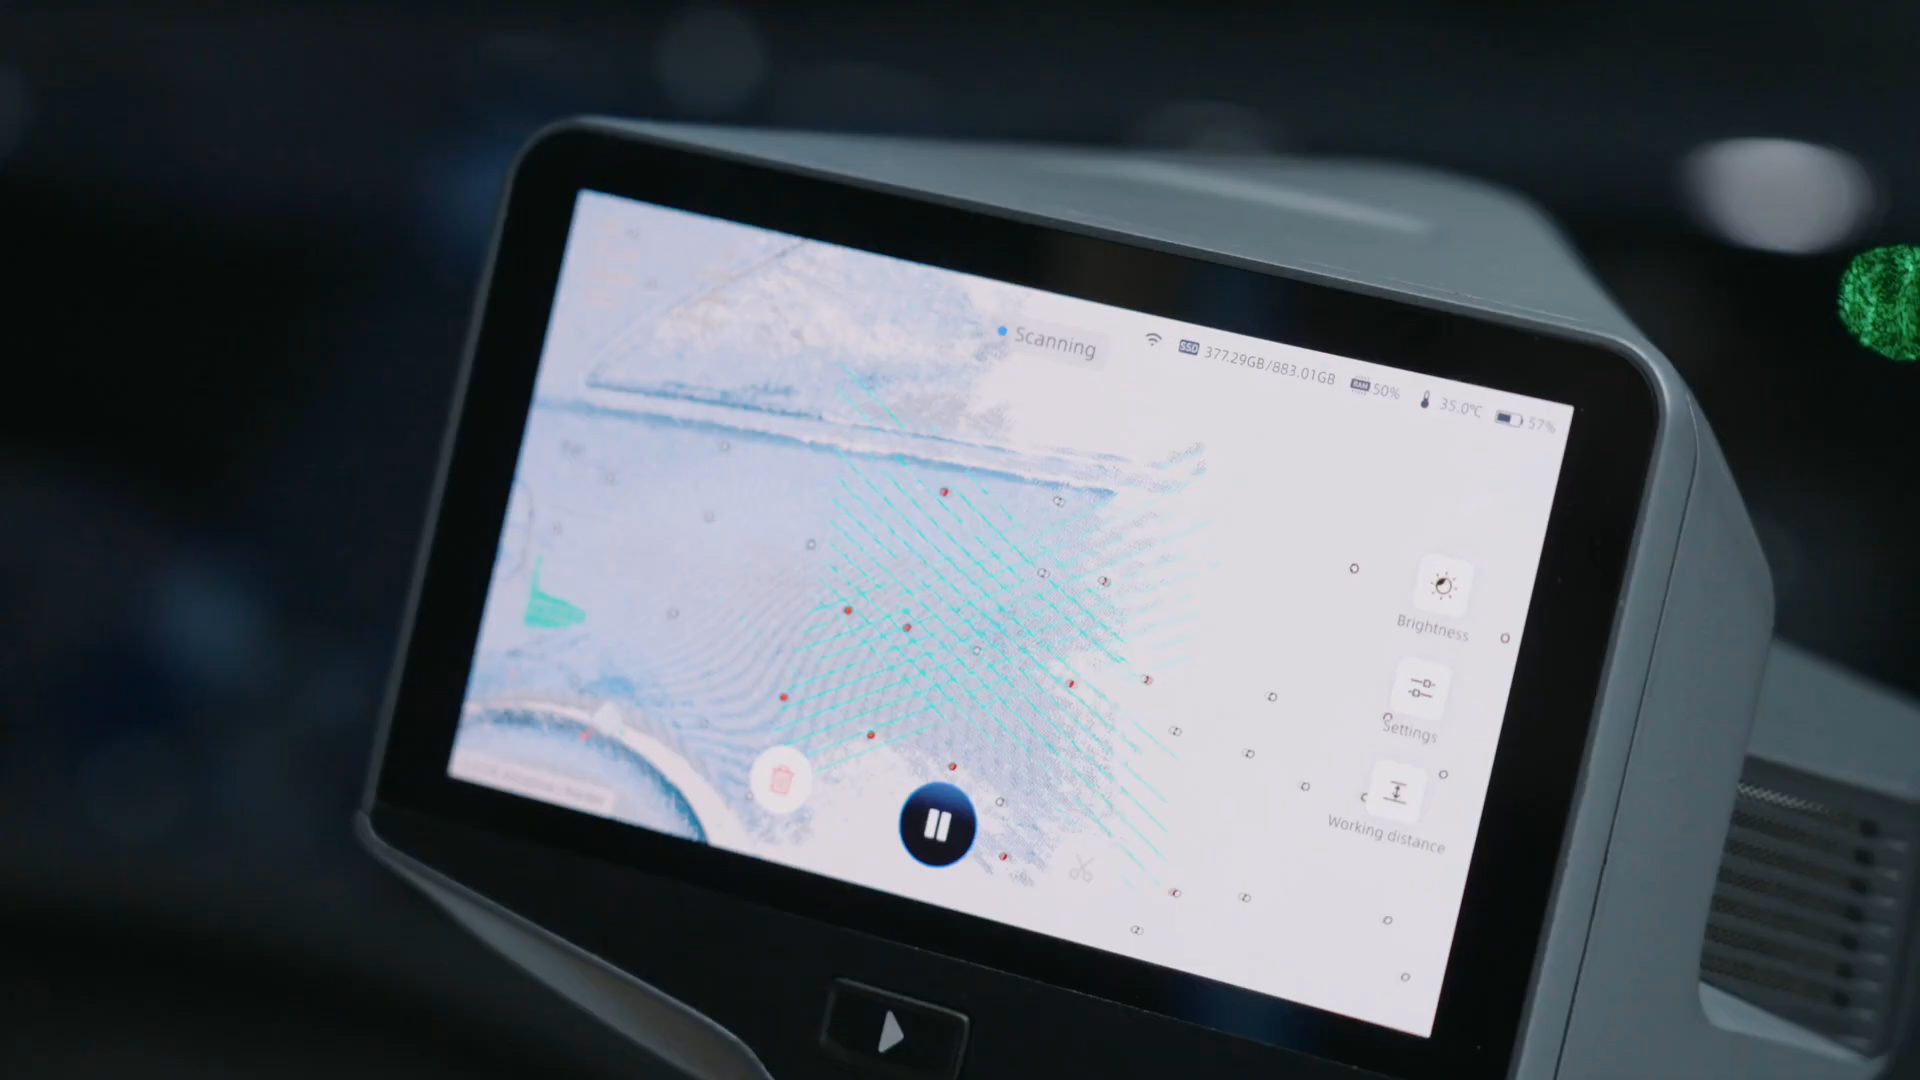 Scanning
SSD 377.29GB/883.01GB
RAM 50%
35.0℃
57%
Brightness
Settings
Working distance